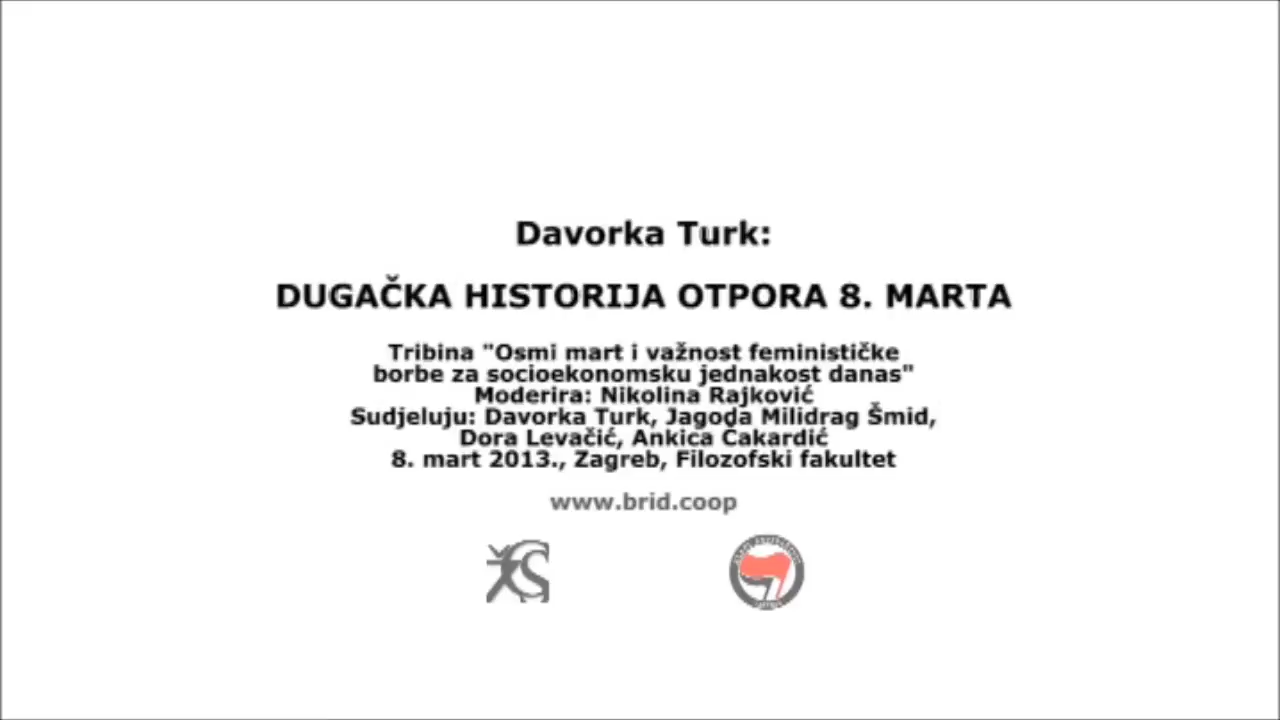 Davorka Turk:
DUGAČKA HISTORIJA OTPORA 8. MARTA
Tribina "Osmi mart i važnost feminističke
borbe za socioekonomsku jednakost danas"
Moderira: Nikolina Rajković
Sudjeluju: Davorka Turk, Jagoda Milidrag Šmid,
Dora Levačić, Ankica Čakardić
8. mart 2013., Zagreb, Filozofski fakultet
www.brid.coop
ŽS